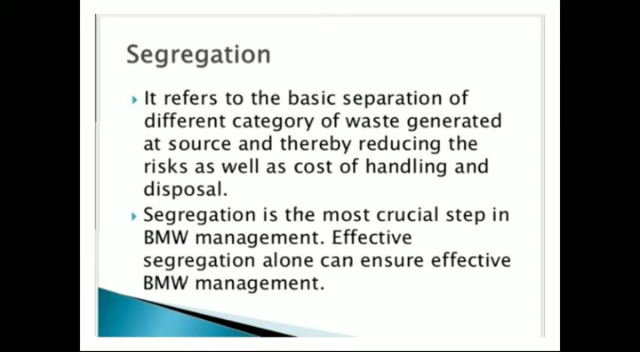 Segregation
It refers to the basic separation of
different category of waste generated
at source and thereby reducing the
risks as well as cost of handling and
disposal.
Segregation is the most crucial step in
BMW management. Effective
segregation alone can ensure effective
BMW management.